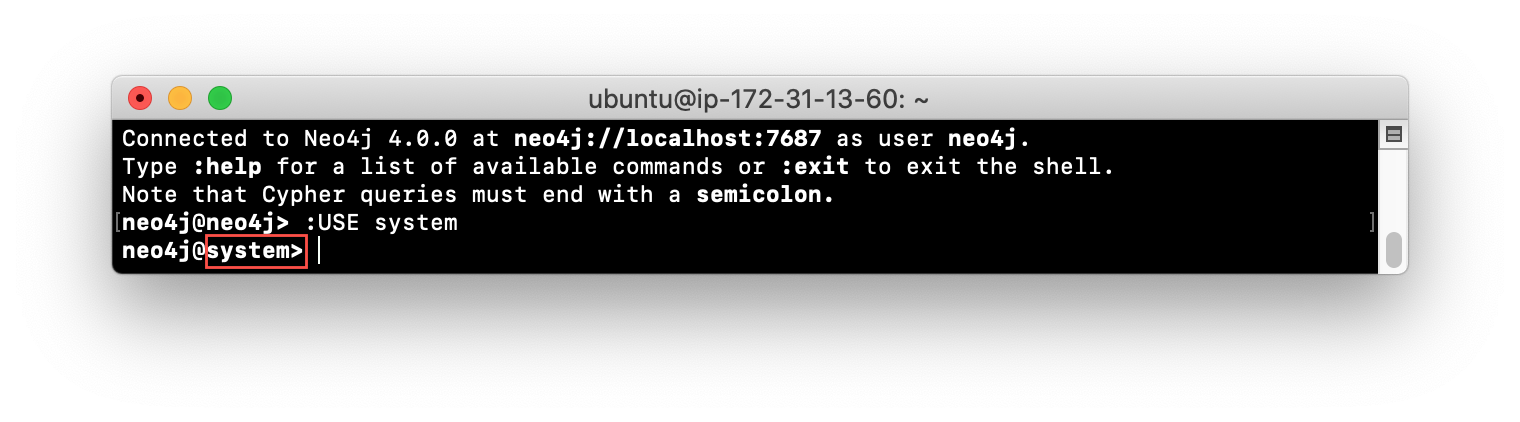 ubuntu@ip-172-31-13-60: ~
Connected to Neo4j 4.0.0 at neo4j://localhost:7687 as user neo4j.
Type :help for a list of available commands or :exit to exit the shell.
Note that Cypher queries must end with a semicolon.
[neo4j@neo4j> :USE system ]
neo4j@system>